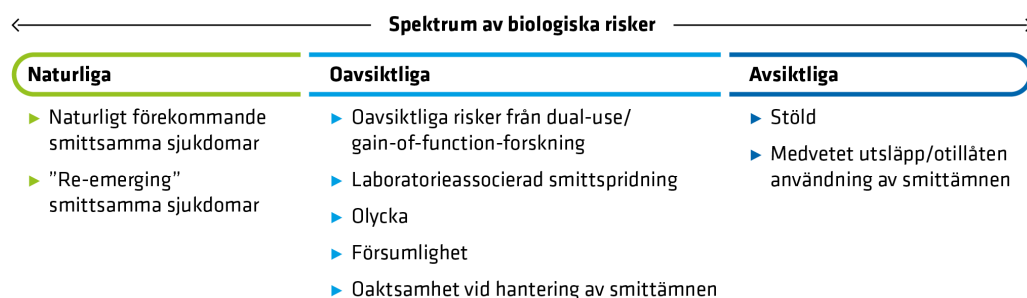 Spektrum av biologiska risker
Naturliga
Naturligt förekommande
smittsamma sjukdomar
”Re-emerging”
smittsamma sjukdomar
Oavsiktliga
Oavsiktliga risker från dual-use/
gain-of-function-forskning
Laboratorieassocierad smittspridning
Olycka
Försumlighet
Oaktsamhet vid hantering av smittämnen
Avsiktliga
Stöld
Medvetet utsläpp/otillåten
användning av smittämnen